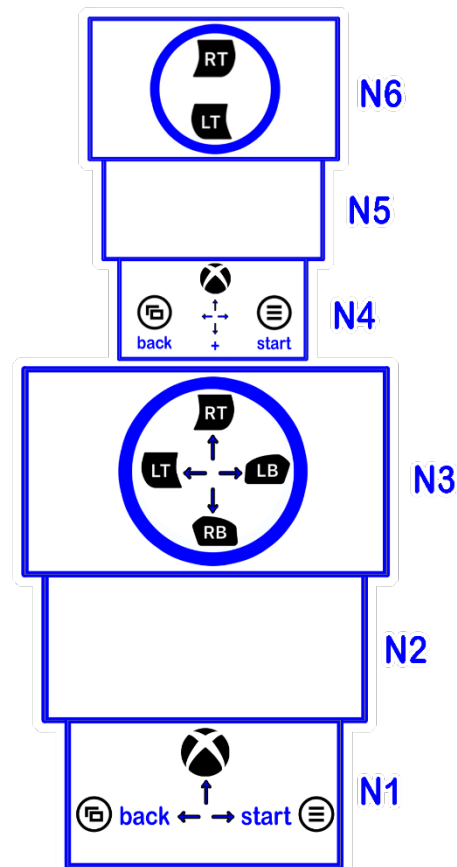 RT
N6
LT
N5
N4
back + start
RT
LT LB
N3
RB
N2
back start
N1